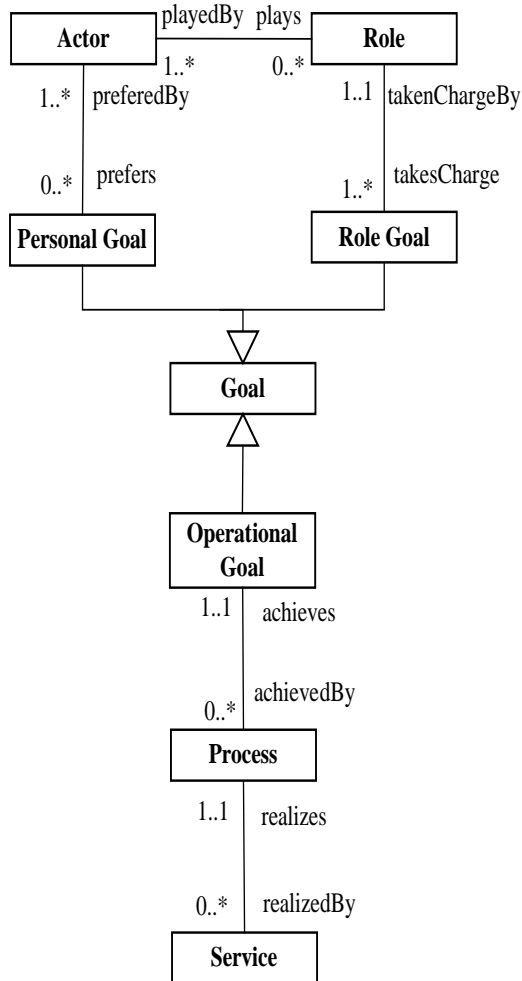 playedBy plays
Actor
Role
1..* 0..*
1..* preferedBy
1..1 takenChargeBy
0..* prefers
1..* takesCharge
Personal Goal
Role Goal
Goal
Operational
Goal
1..1 achieves
achievedBy
0..*
Process
1..1 realizes
0..* realizedBy
Service